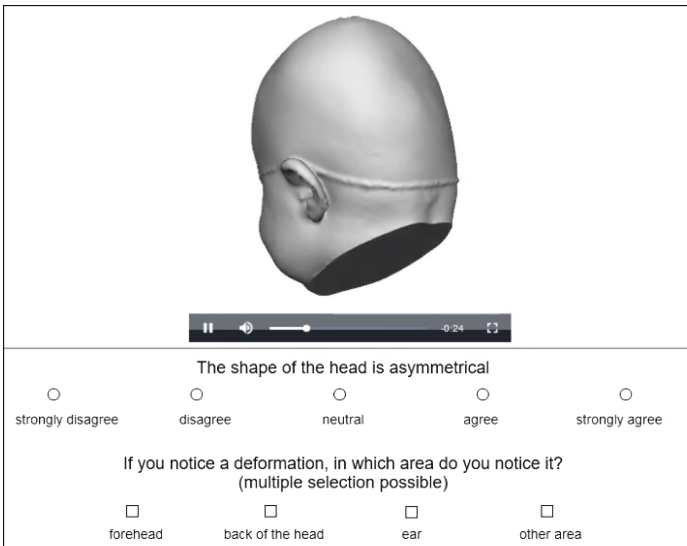 -0:24
The shape of the head is asymmetrical
strongly disagree disagree neutral agree strongly agree
If you notice a deformation, in which area do you notice it?
(multiple selection possible)
forehead back of the head ear other area